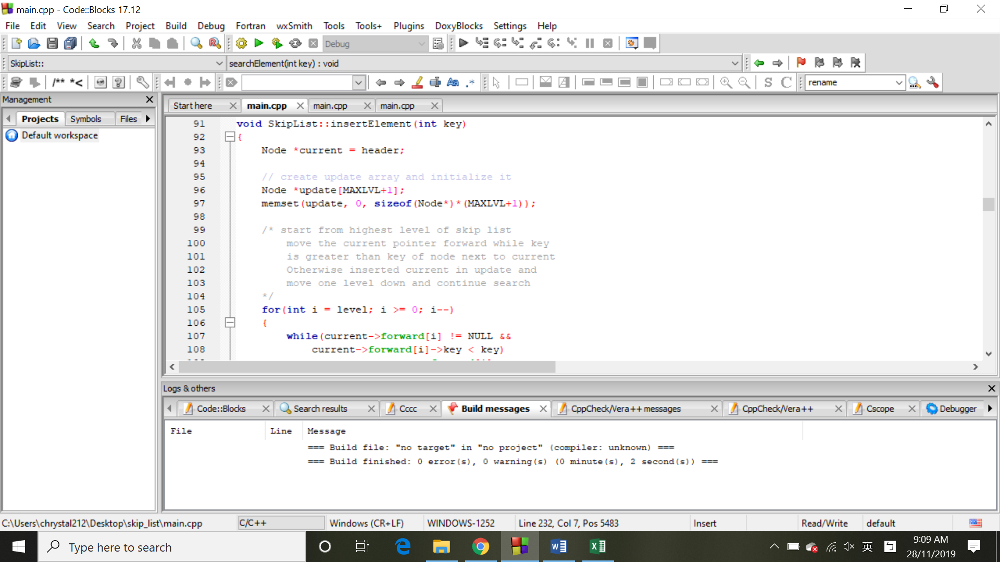 main.cpp - Code::Blocks 17.12
File Edit View Search Project Build Debug Fortran wxSmith Tools Tools+ Plugins DoxyBlocks Settings Help
Debug
SkipList:: searchElement(int key) : void
/** *<
Aa .* S C rename
Management
Start here main.cpp main.cpp main.cpp
Projects Symbols Files
Default workspace
91 void SkipList::insertElement(int key)
92 {
93 Node *current = header;
94
95 // create update array and initialize it
96 Node *update[MAXLVL+1];
97 memset(update, 0, sizeof(Node*)*(MAXLVL+1));
98
99 /* start from highest level of skip list
100 move the current pointer forward while key
101 is greater than key of node next to current
102 Otherwise inserted current in update and
103 move one level down and continue search
104 */
105 for(int i = level; i >= 0; i--)
106 {
107 while(current->forward[i] != NULL &&
108 current->forward[i]->key < key)
Logs & others
Code::Blocks Search results Cccc Build messages CppCheck/Vera++ messages CppCheck/Vera++ Cscope Debugger
File Line Message
=== Build file: "no target" in "no project" (compiler: unknown) ===
=== Build finished: 0 error(s), 0 warning(s) (0 minute(s), 2 second(s)) ===
C:\Users\chrystal212\Desktop\skip_list\main.cpp C/C++ Windows (CR+LF) WINDOWS-1252 Line 232, Col 7, Pos 5483 Insert Read/Write default
Type here to search
英
9:09 AM
28/11/2019